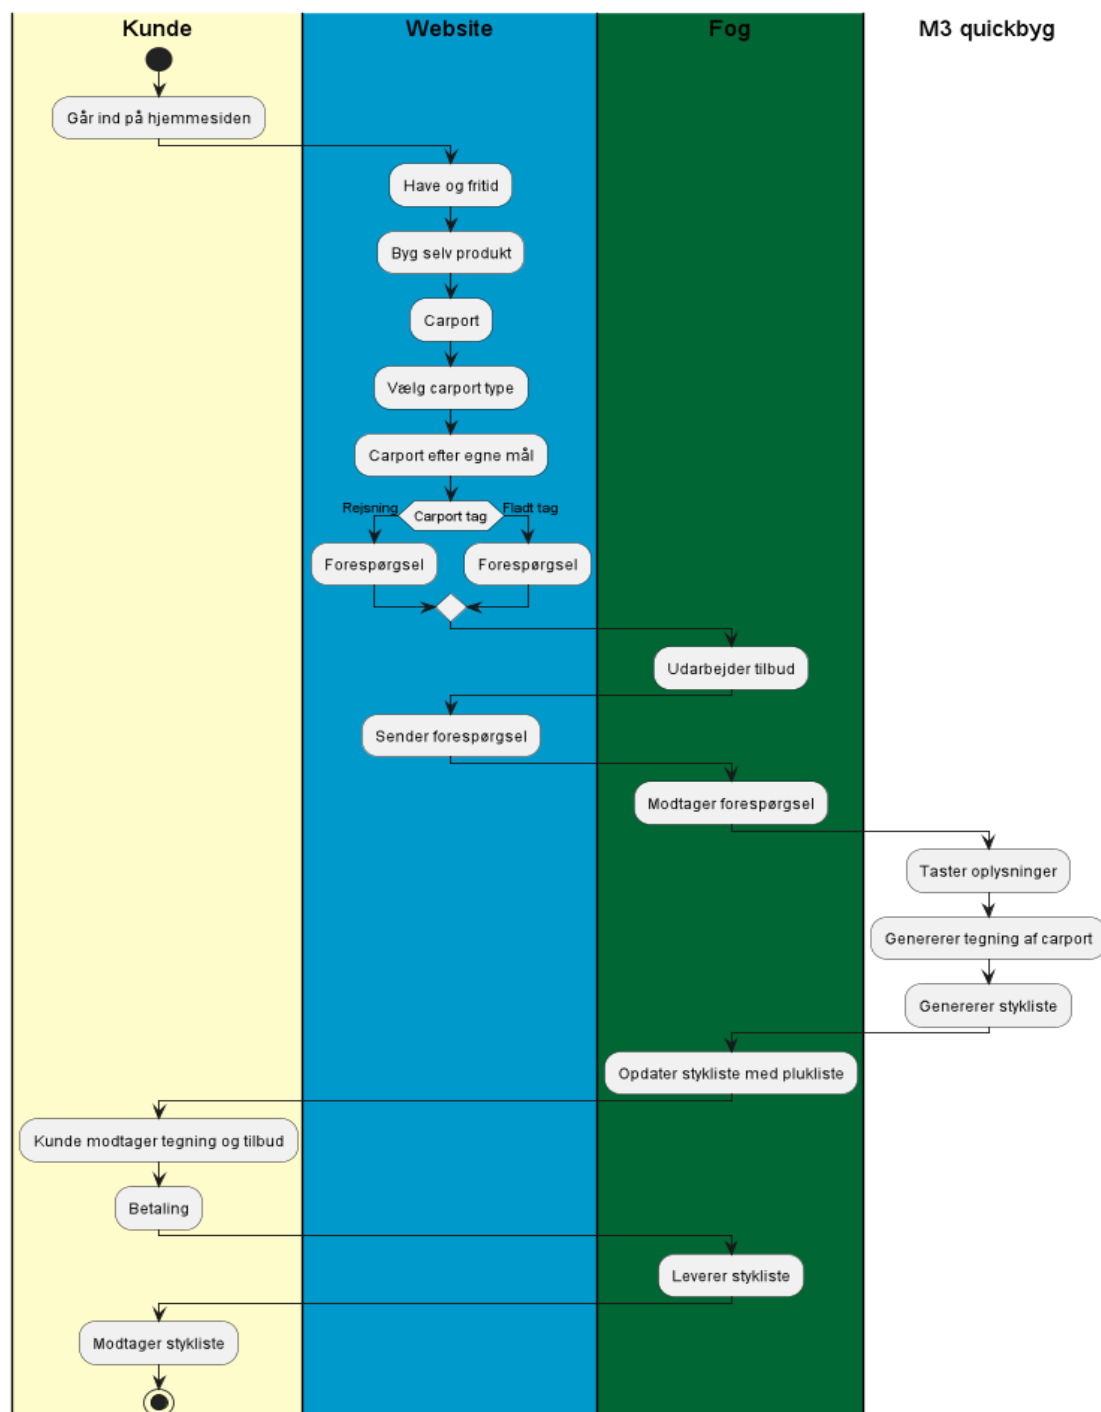 Kunde
Website
Fog
M3 quickbyg
Går ind på hjemmesiden
Have og fritid
Byg selv produkt
Carport
Vælg carport type
Carport efter egne mål
Rejsning
Carport tag
Fladt tag
Forespørgsel
Forespørgsel
Udarbejder tilbud
Sender forespørgsel
Modtager forespørgsel
Taster oplysninger
Genererer tegning af carport
Genererer stykliste
Opdater stykliste med plukliste
Kunde modtager tegning og tilbud
Betaling
Leverer stykliste
Modtager stykliste